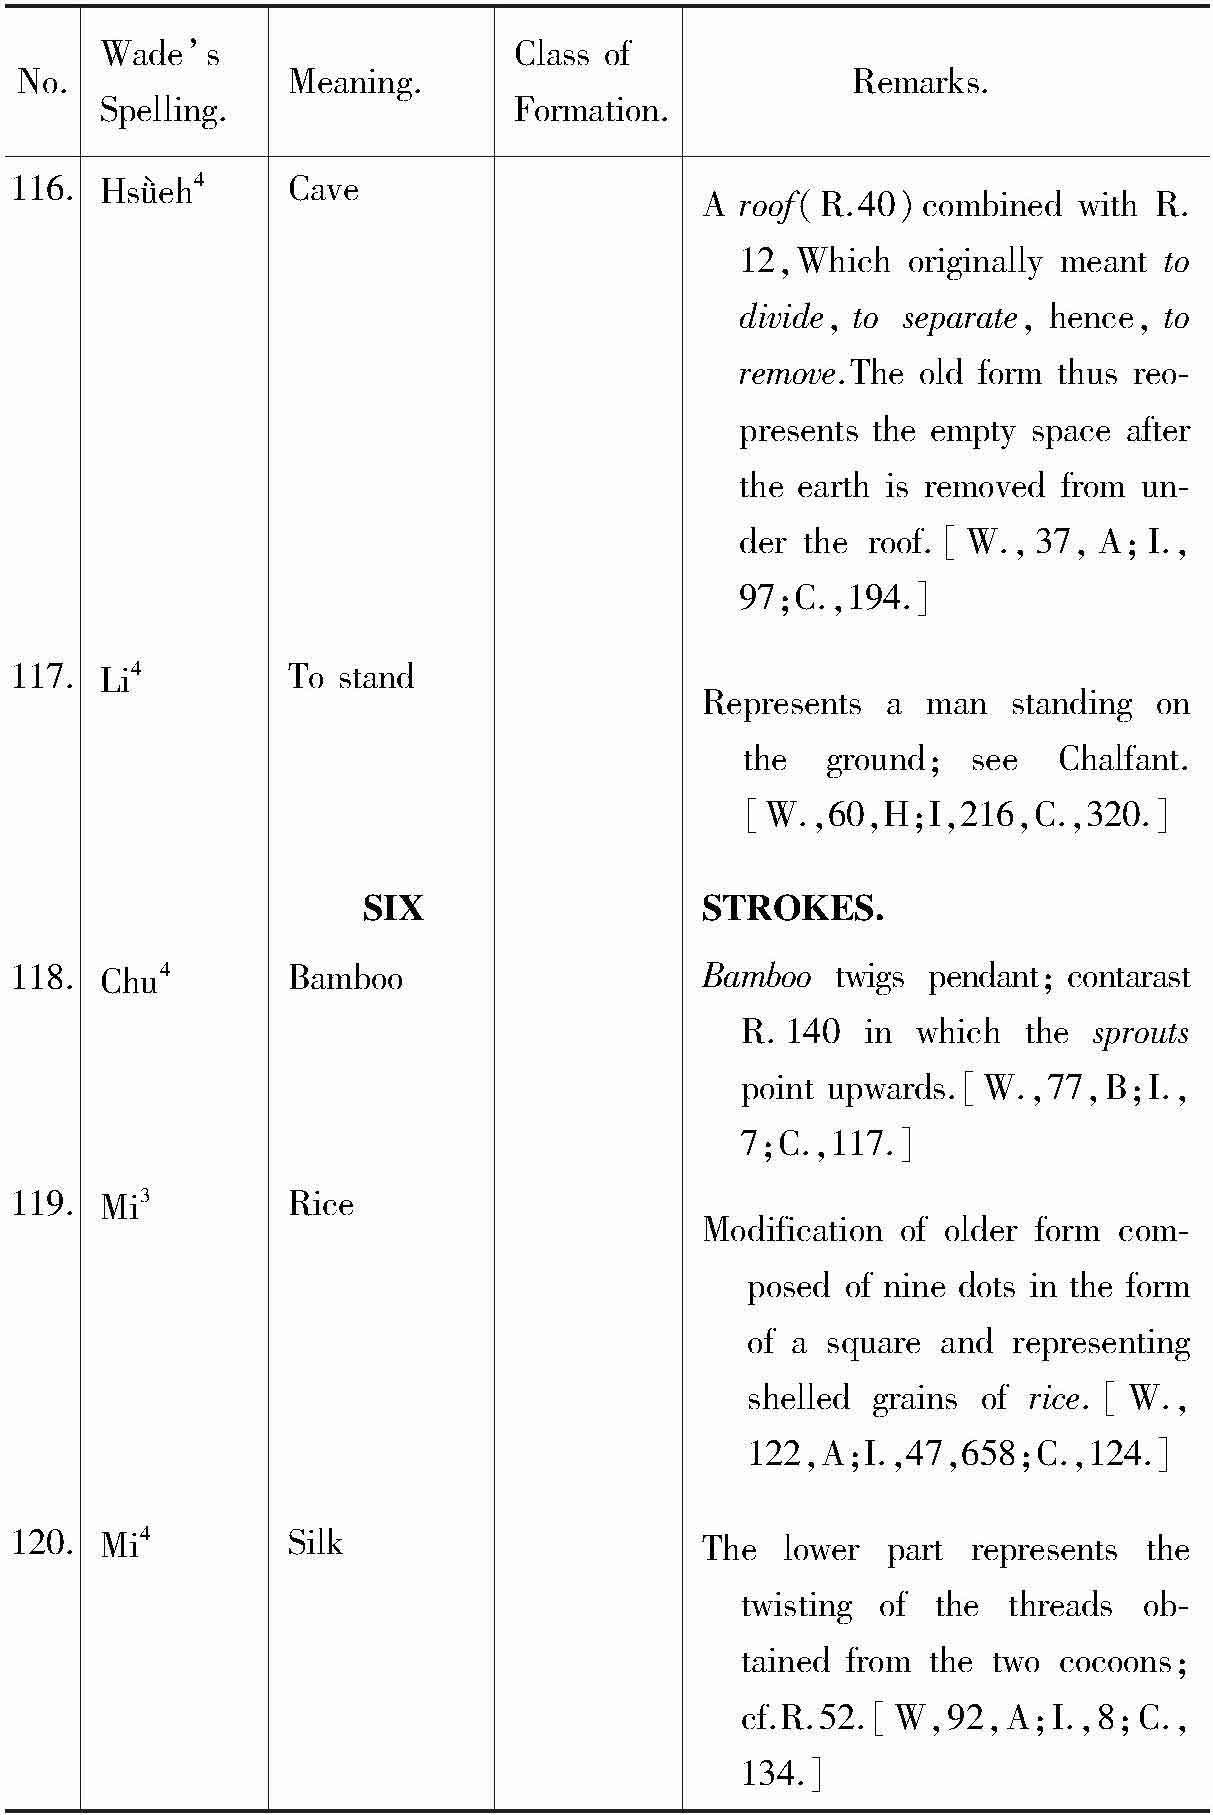 No. Wade's Spelling. Meaning. Class of Formation. Remarks.
116. Hsüeh⁴ Cave A roof( R.40) combined with R.
12, Which originally meant to
divide, to separate, hence, to
remove.The old form thus reo-
presents the empty space after
the earth is removed from un-
der the roof. [ W., 37, A; I.,
97;C.,194.]
117. Li⁴ To stand Represents a man standing on
the ground; see Chalfant.
[ W.,60,H;I,216,C.,320.]
SIX STROKES.
118. Chu⁴ Bamboo Bamboo twigs pendant; contarast
R. 140 in which the sprouts
point upwards.[ W.,77,B;I.,
7;C.,117.]
119. Mi³ Rice Modification of older form com-
posed of nine dots in the form
of a square and representing
shelled grains of rice. [ W.,
122,A;I.,47,658;C.,124.]
120. Mi⁴ Silk The lower part represents the
twisting of the threads ob-
tained from the two cocoons;
cf.R.52.[ W,92,A;I.,8;C.,
134.]